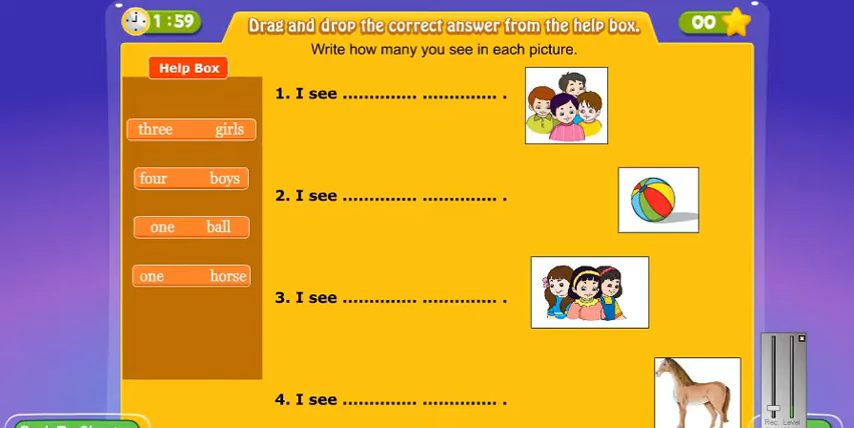 1:59
Drag and drop the correct answer from the help box.
00
Write how many you see in each picture.
Help Box
three girls
four boys
one ball
one horse
1. I see .............. .............. .
2. I see .............. .............. .
3. I see .............. .............. .
4. I see .............. .............. .
Rec. Level